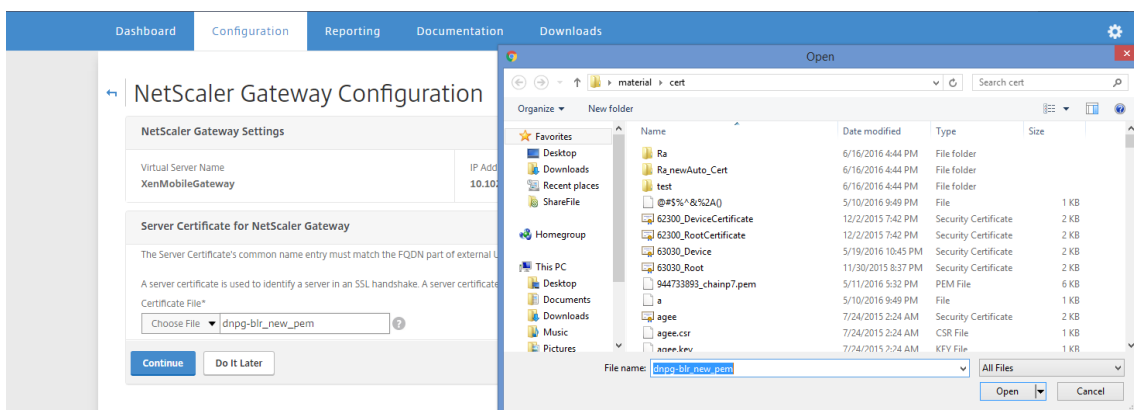 Dashboard Configuration Reporting Documentation Downloads
NetScaler Gateway Configuration
NetScaler Gateway Settings
Virtual Server Name
XenMobileGateway
IP Add
10.102
Server Certificate for NetScaler Gateway
The Server Certificate's common name entry must match the FQDN part of external U
A server certificate is used to identify a server in an SSL handshake. A server certificate
Certificate File*
Choose File dnpg-blr_new_pem
Continue Do It Later
Open
material cert
Search cert
Organize New folder
Favorites
Desktop
Downloads
Recent places
ShareFile
Homegroup
This PC
Desktop
Documents
Downloads
Music
Pictures
Name Date modified Type Size
Ra 6/16/2016 4:44 PM File folder
Ra_newAuto_Cert 6/16/2016 4:44 PM File folder
test 6/16/2016 4:44 PM File folder
@#$%^&%2A() 5/10/2016 9:49 PM File 1 KB
62300_DeviceCertificate 12/2/2015 7:42 PM Security Certificate 2 KB
62300_RootCertificate 12/2/2015 7:42 PM Security Certificate 2 KB
63030_Device 5/19/2016 10:45 PM Security Certificate 2 KB
63030_Root 11/30/2015 8:37 PM Security Certificate 2 KB
944733893_chainp7.pem 5/11/2016 5:32 PM PEM File 6 KB
a 5/10/2016 9:49 PM File 1 KB
agee 7/24/2015 2:24 AM Security Certificate 2 KB
agee.csr 7/24/2015 2:24 AM CSR File 1 KB
agee.key 7/24/2015 2:24 AM KEY File 1 KB
File name: dnpg-blr_new_pem All Files
Open Cancel